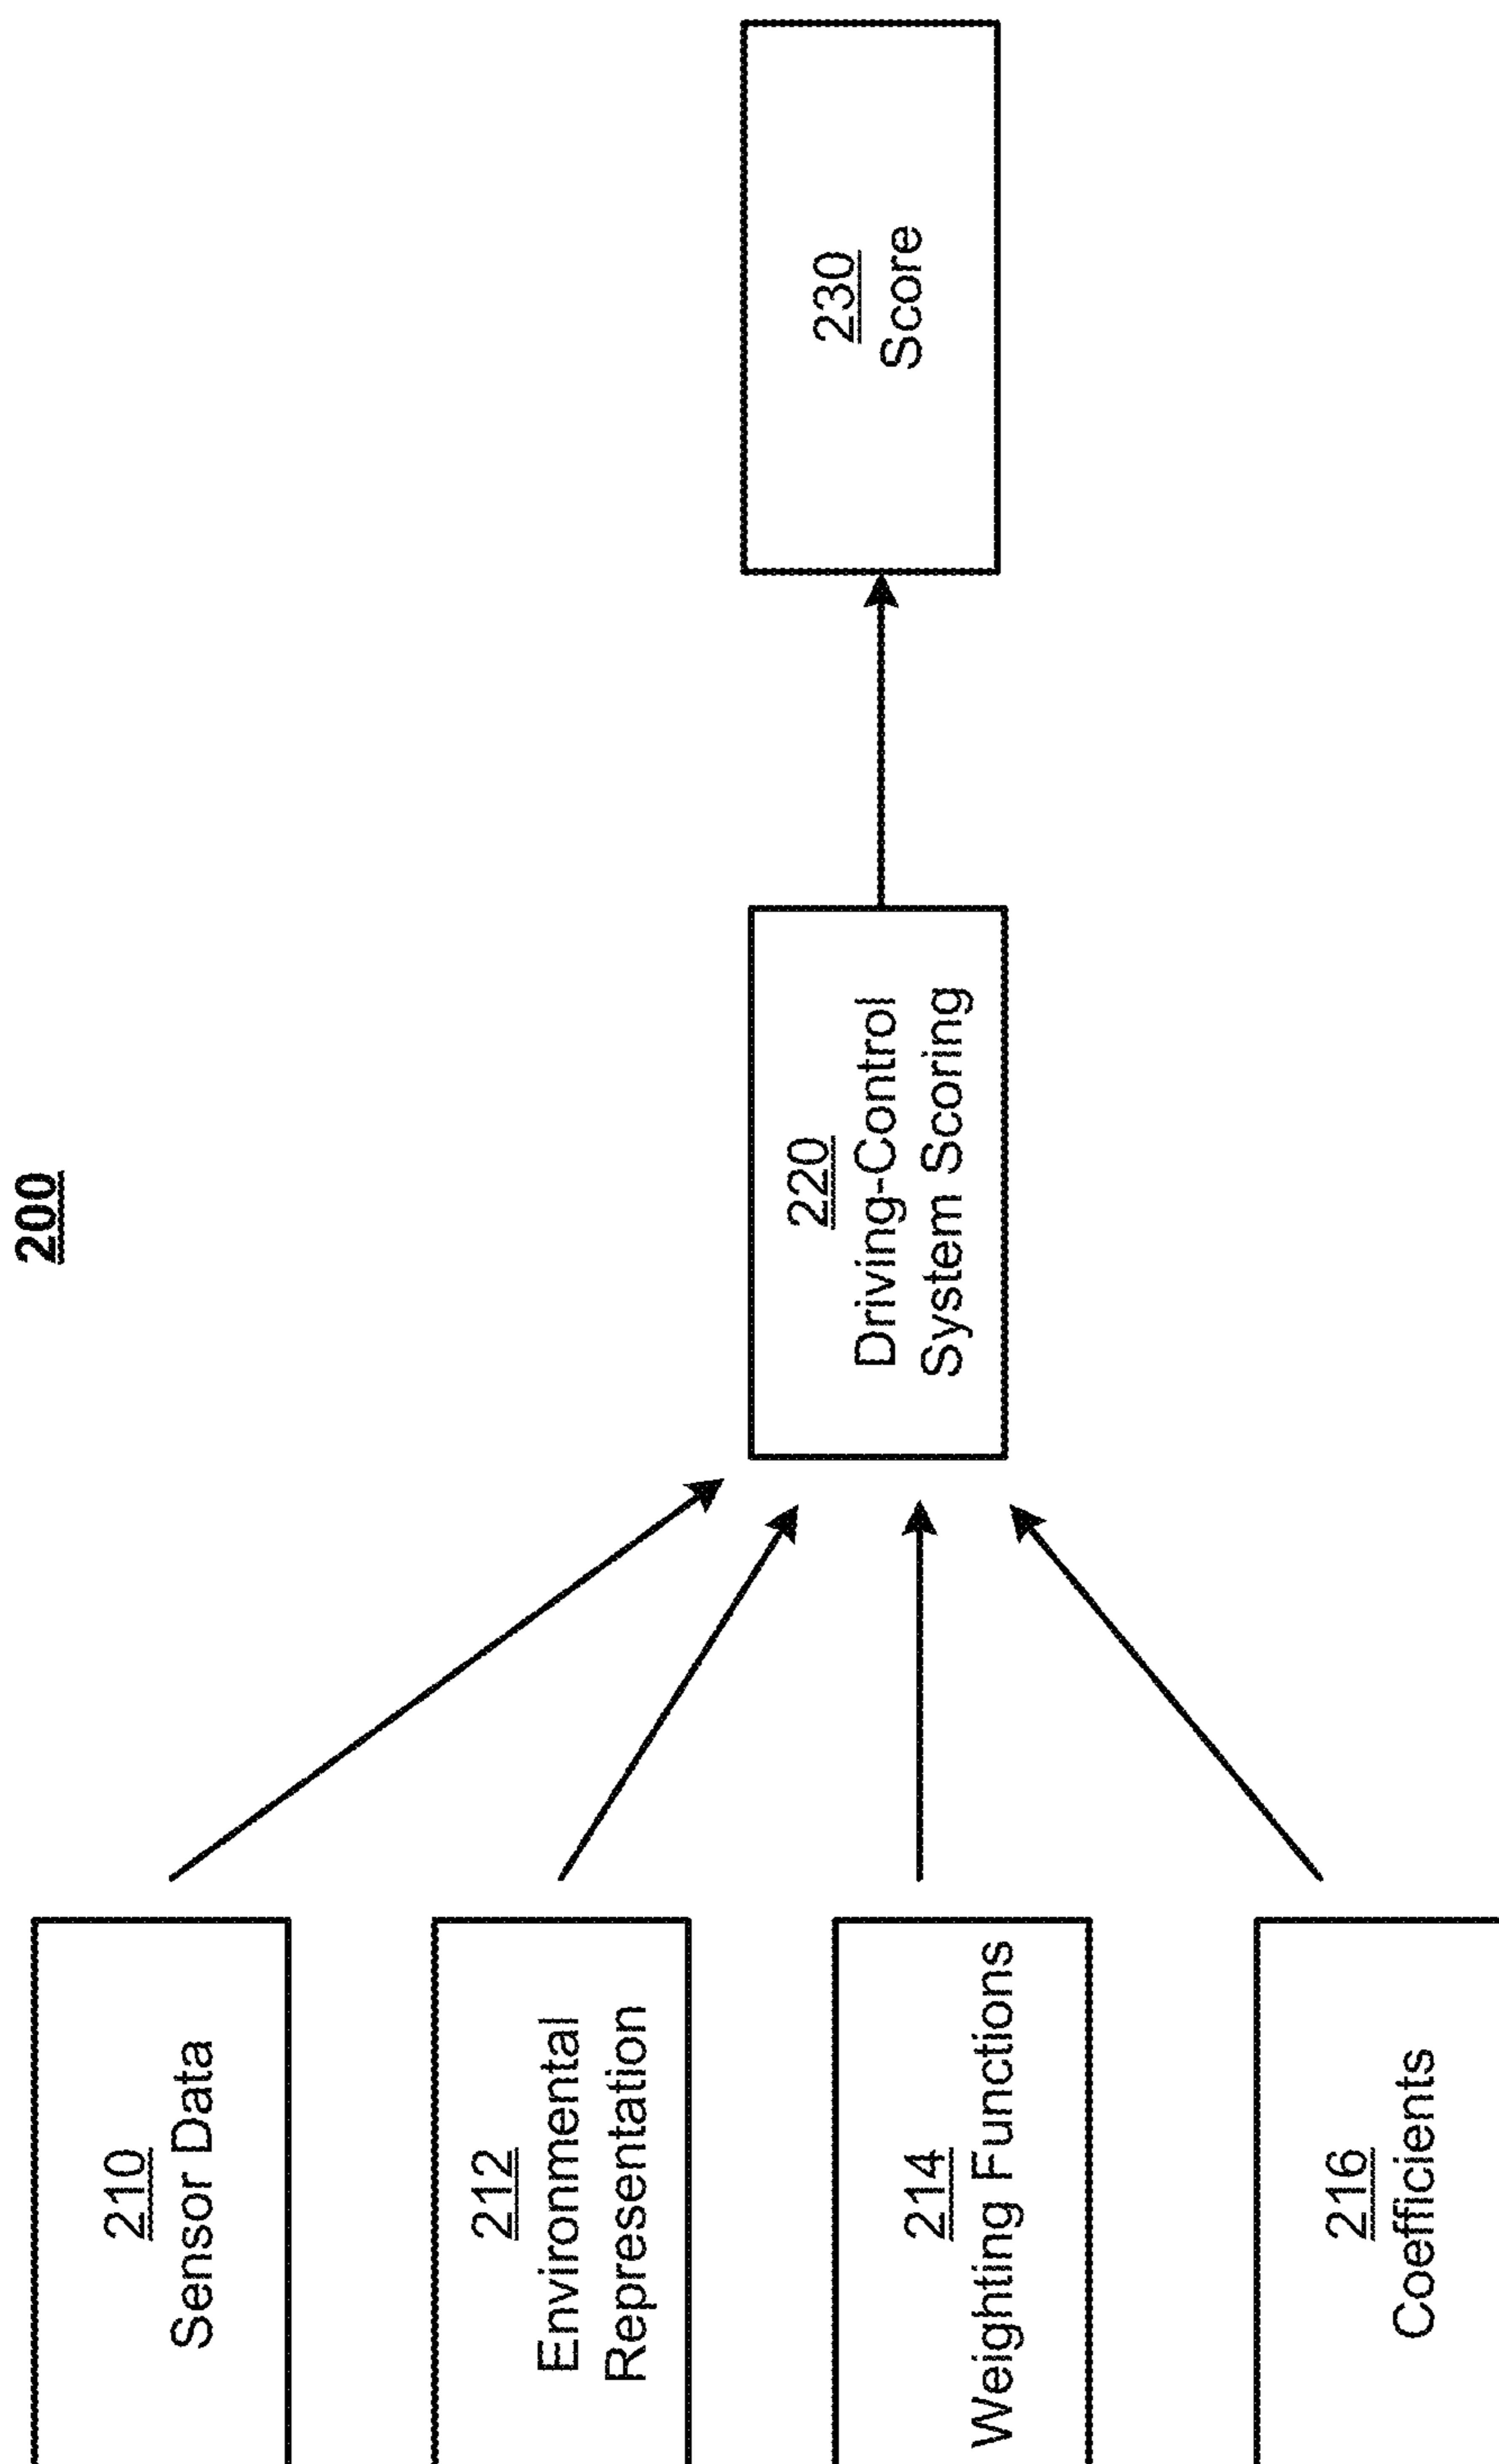 200
210
Sensor Data
212
Environmental
Representation
214
Weighting Functions
216
Coefficients
220
Driving-Control
System Scoring
230
Score